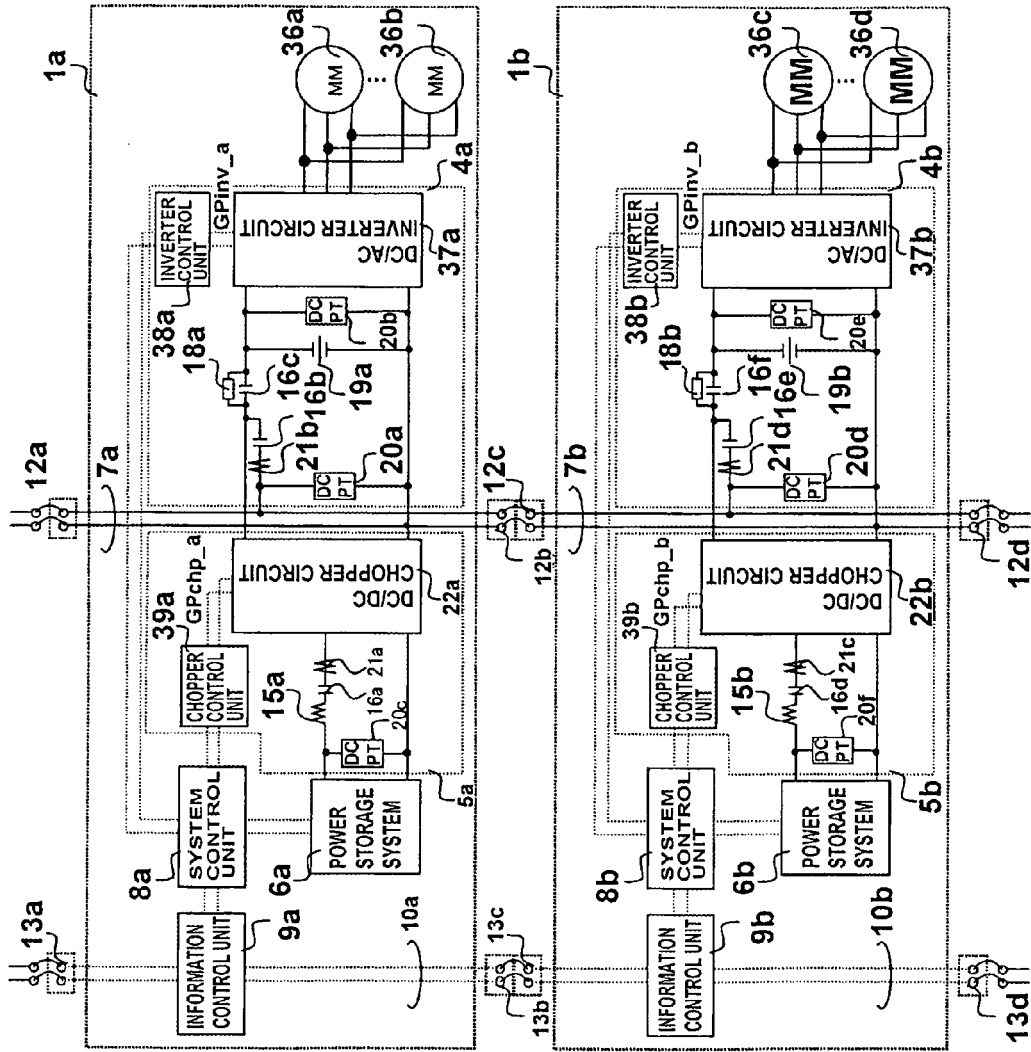 1a
36a
MM
36b
MM
4a
38a
INVERTER
CONTROL
UNIT
GPinv_a
DC/AC
INVERTER CIRCUIT
37a
18a
16c
16b
21b
DC
PT
20b
19a
DC
PT
20a
12a
7a
39a
GPchp_a
CHOPPER
CONTROL
UNIT
DC/DC
CHOPPER CIRCUIT
22a
15a
16a
21a
DC
PT
20c
5a
8a
SYSTEM
CONTROL
UNIT
6a
POWER
STORAGE
SYSTEM
13a
INFORMATION
CONTROL UNIT
9a
10a
12c
12b
13c
13b
1b
36c
MM
36d
MM
4b
38b
INVERTER
CONTROL
UNIT
GPinv_b
DC/AC
INVERTER CIRCUIT
37b
18b
16f
16e
21d
DC
PT
20e
19b
DC
PT
20d
7b
39b
GPchp_b
CHOPPER
CONTROL
UNIT
DC/DC
CHOPPER CIRCUIT
22b
15b
16d
21c
DC
PT
20f
5b
8b
SYSTEM
CONTROL
UNIT
6b
POWER
STORAGE
SYSTEM
INFORMATION
CONTROL UNIT
9b
10b
12d
13d